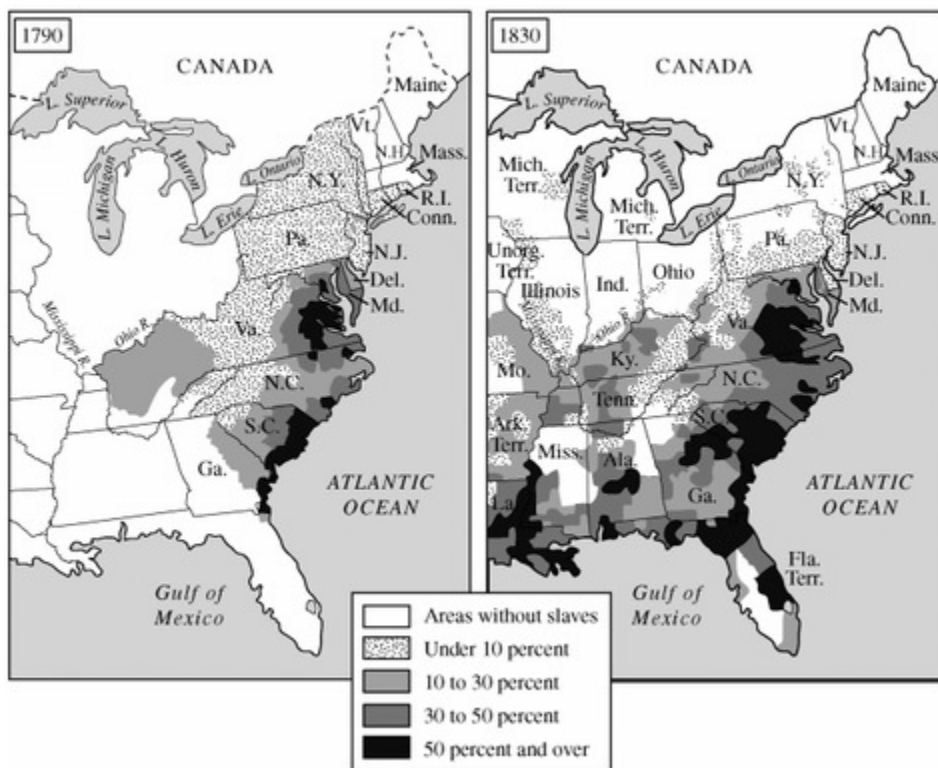 1790
CANADA
L. Superior
L. Michigan
Huron
L. Ontario
L. Erie
Maine
Vt.
N.H.
Mass.
N.Y.
R.I.
Conn.
Pa.
N.J.
Del.
Md.
Mississippi R.
Ohio R.
Va.
N.C.
S.C.
Ga.
ATLANTIC
OCEAN
Gulf of
Mexico
1830
CANADA
L. Superior
L. Michigan
Huron
L. Ontario
L. Erie
Maine
Vt.
N.H.
Mass.
Mich.
Terr.
Mich.
Terr.
N.Y.
R.I.
Conn.
Pa.
N.J.
Unorg.
Terr.
Illinois
Ind.
Ohio
Del.
Md.
Ohio R.
Va.
Mo.
Ky.
N.C.
Tenn.
Ark.
Terr.
S.C.
Miss.
Ala.
Ga.
La.
ATLANTIC
OCEAN
Fla.
Terr.
Gulf of
Mexico
Areas without slaves
Under 10 percent
10 to 30 percent
30 to 50 percent
50 percent and over